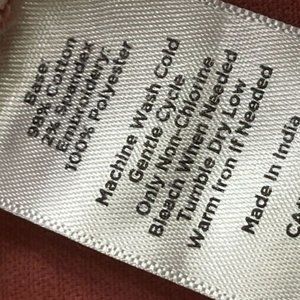 Base:
98% Cotton
2% Spandex
Embroidery:
100% Polyester
Machine Wash Cold
Gentle Cycle
Only Non-Chlorine
Bleach When Needed
Tumble Dry Low
Warm Iron If Needed
Made In India